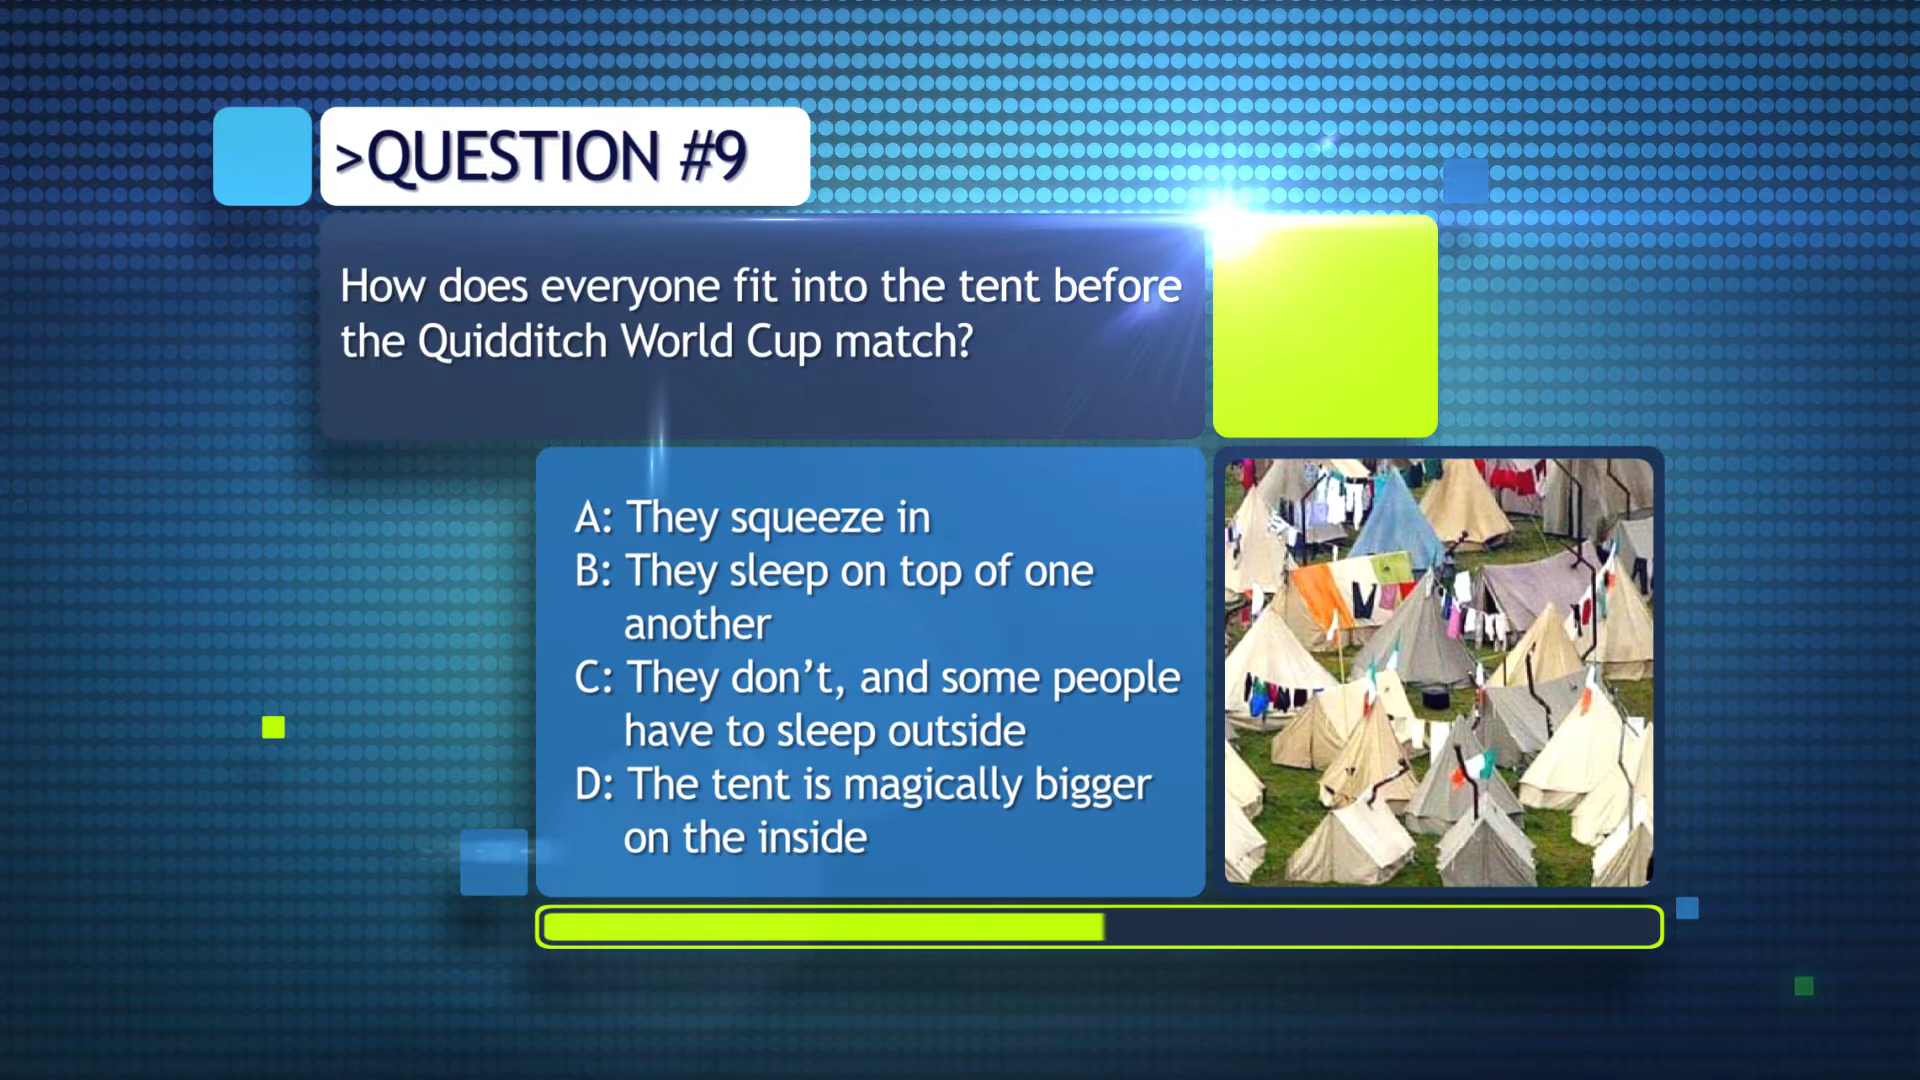 >QUESTION #9
How does everyone fit into the tent before
the Quidditch World Cup match?
A: They squeeze in
B: They sleep on top of one
another
C: They don’t, and some people
have to sleep outside
D: The tent is magically bigger
on the inside